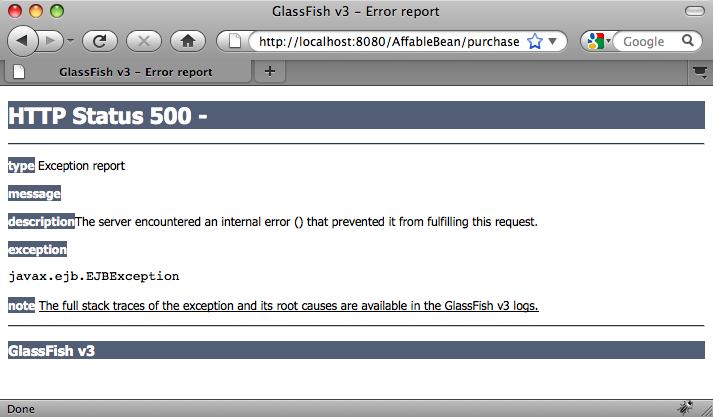 GlassFish v3 – Error report
http://localhost:8080/AffableBean/purchase
Google
GlassFish v3 – Error report
HTTP Status 500 -
type Exception report
message
descriptionThe server encountered an internal error () that prevented it from fulfilling this request.
exception
javax.ejb.EJBException
note The full stack traces of the exception and its root causes are available in the GlassFish v3 logs.
GlassFish v3
Done